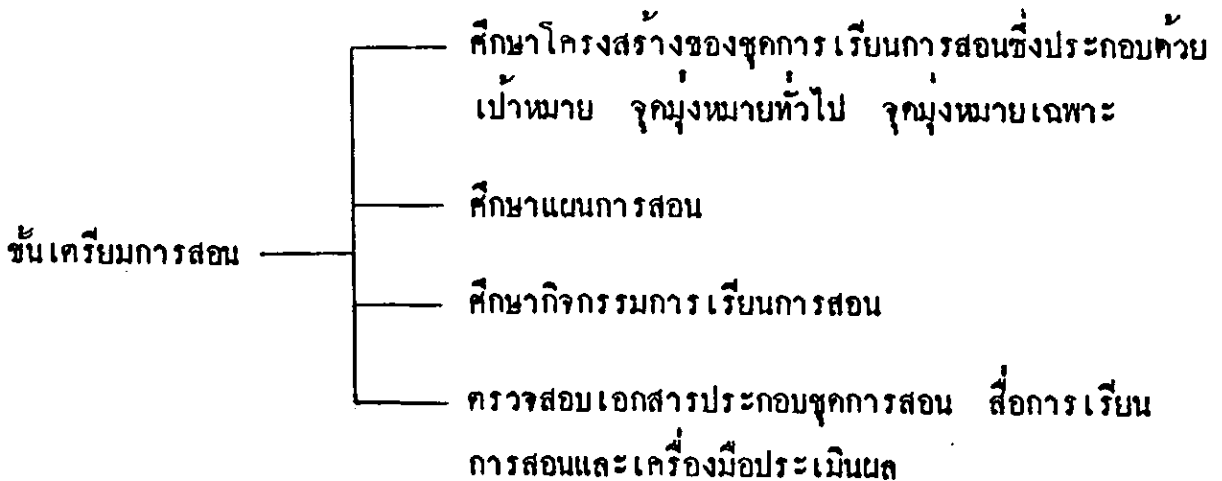 ศึกษาโครงสร้างของชุดการเรียนการสอนซึ่งประกอบด้วย
เป้าหมาย จุดมุ่งหมายทั่วไป จุดมุ่งหมายเฉพาะ
ศึกษาแผนการสอน
ขั้นเตรียมการสอน
ศึกษากิจกรรมการเรียนการสอน
ตรวจสอบเอกสารประกอบชุดการสอน สื่อการเรียน
การสอนและเครื่องมือประเมินผล